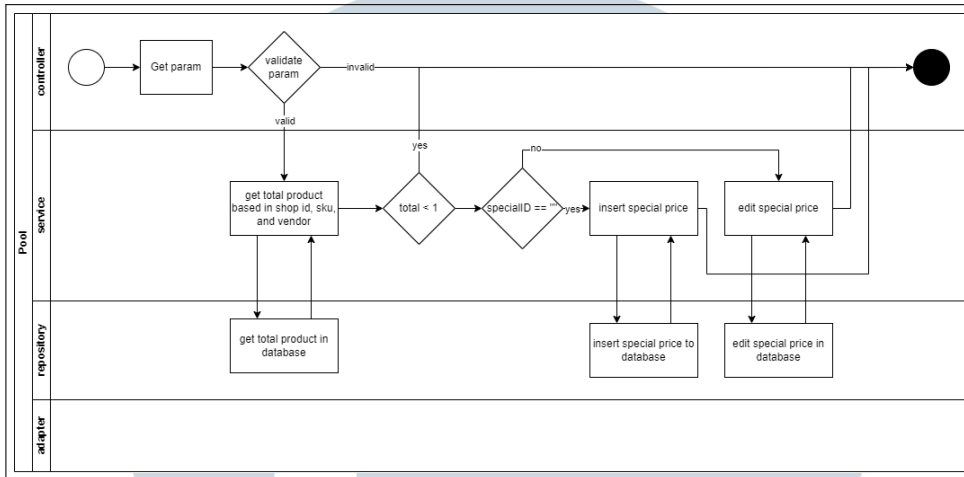 Pool
controller
Get param
validate
param
invalid
valid
service
get total product
based in shop id, sku,
and vendor
yes
total < 1
no
specialID == ""
yes
insert special price
edit special price
repository
get total product in
database
insert special price to
database
edit special price in
database
adapter